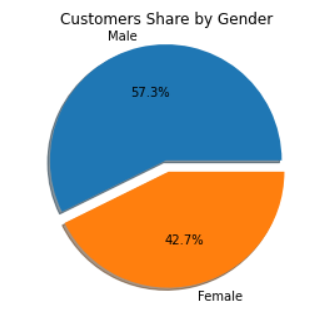 Customers Share by Gender
Male
57.3%
42.7%
Female